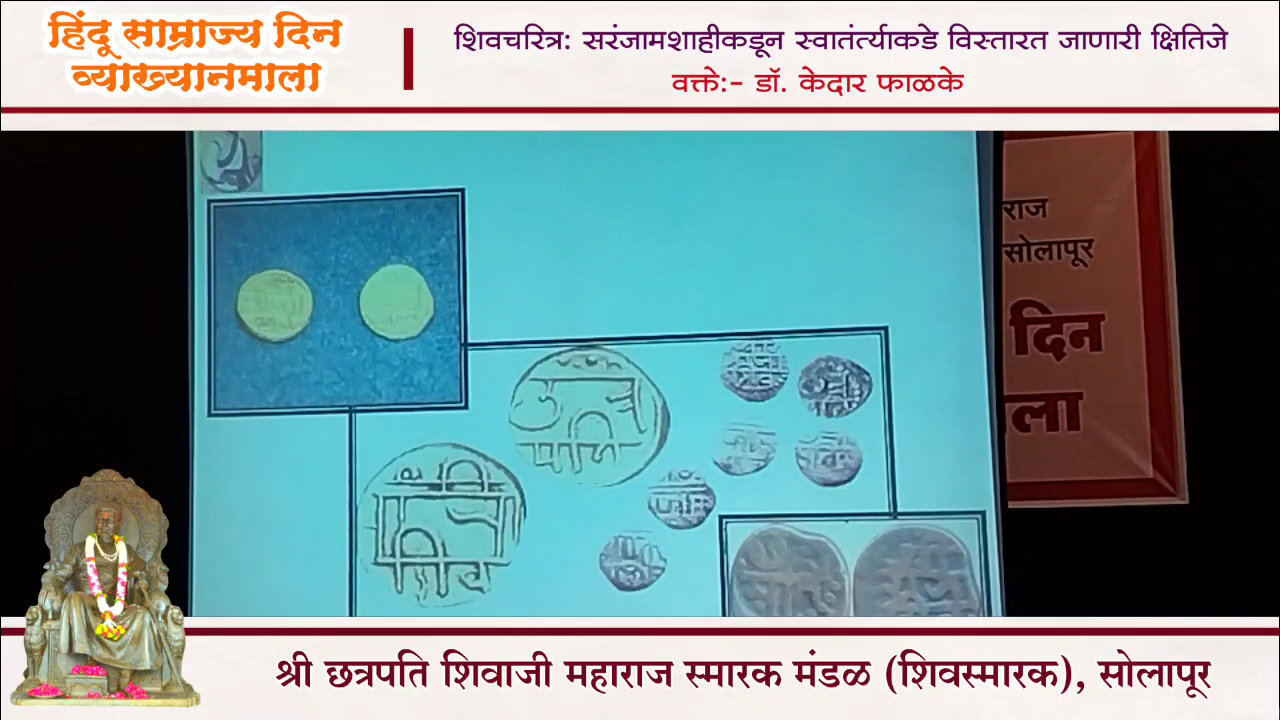 हिंदू साम्राज्य दिन
व्याख्यानमाला
शिवचरित्र: सरंजामशाहीकडून स्वातंत्र्याकडे विस्तारत जाणारी क्षितिजे
वक्ते:- डॉ. केदार फाळके
राज
सोलापूर
दिन
ला
श्री छत्रपति शिवाजी महाराज स्मारक मंडळ (शिवस्मारक), सोलापूर